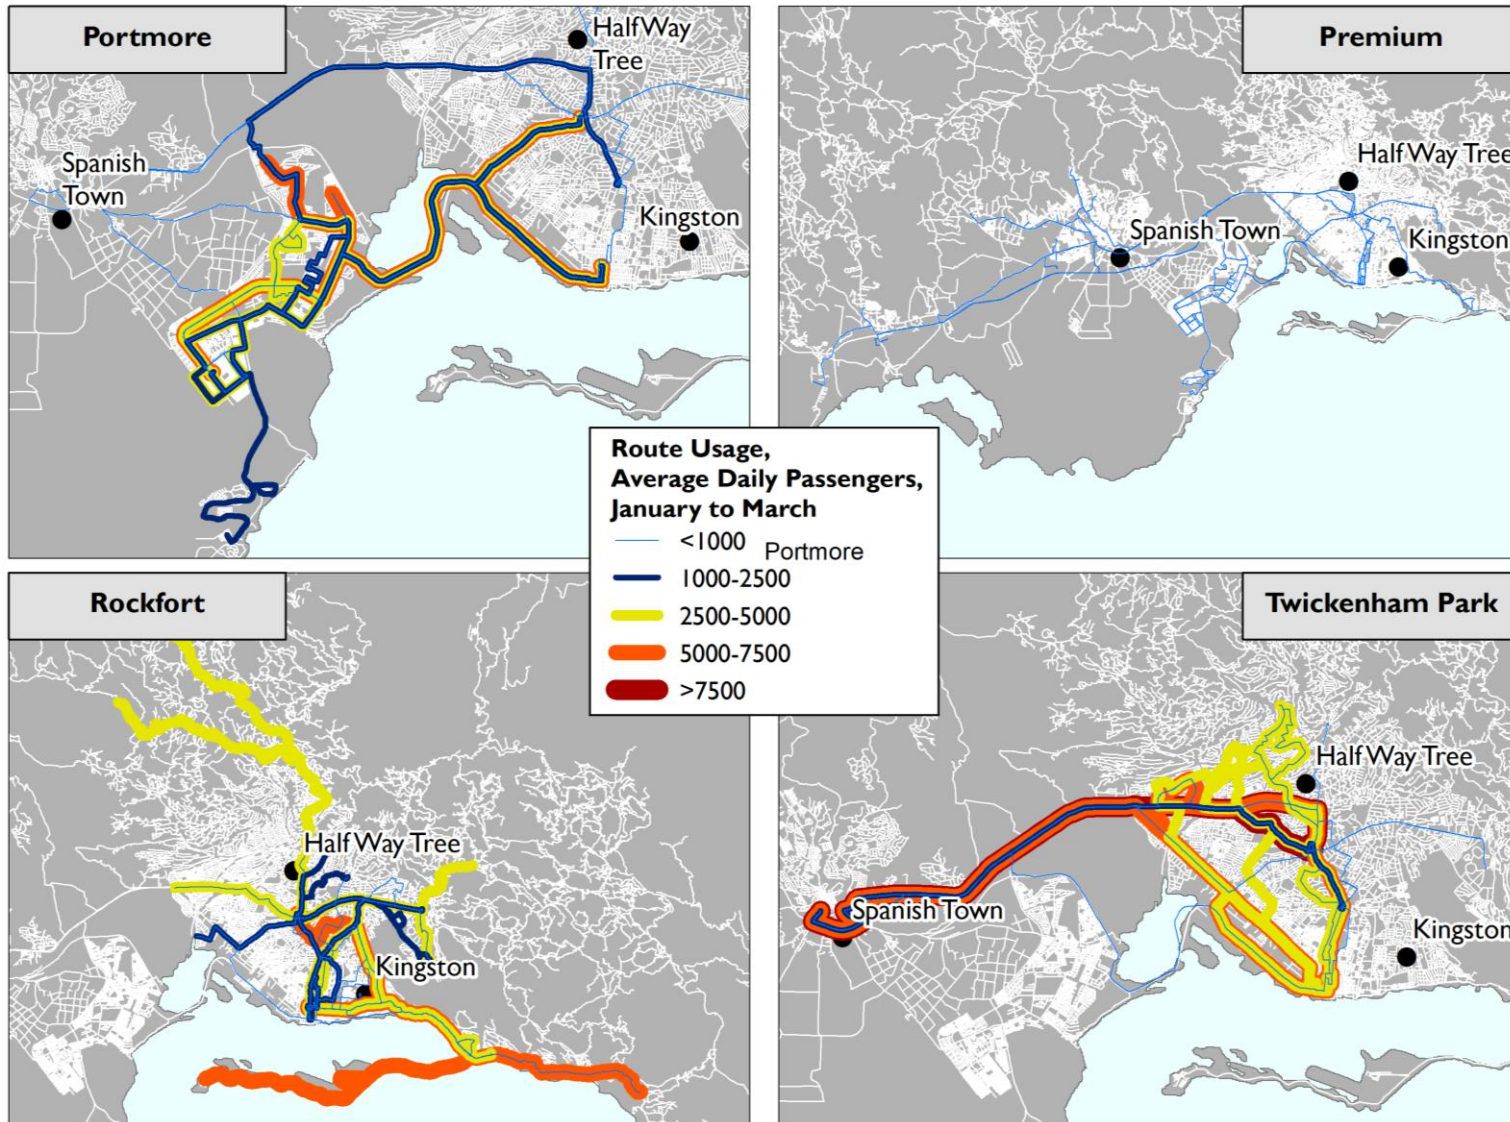 Portmore
Half Way
Tree
Spanish
Town
Kingston
Premium
Half Way Tree
Spanish Town
Kingston
Route Usage,
Average Daily Passengers,
January to March
<1000
Portmore
1000-2500
2500-5000
5000-7500
>7500
Rockfort
Half Way Tree
Kingston
Twickenham Park
Half Way Tree
Spanish Town
Kingston